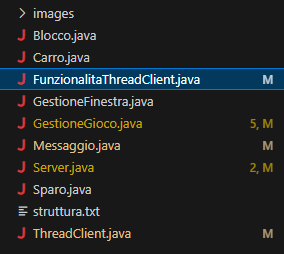 images
Blocco.java
Carro.java
FunzionalitaThreadClient.java M
GestioneFinestra.java
GestioneGioco.java 5, M
Messaggio.java M
Server.java 2, M
Sparo.java
struttura.txt
ThreadClient.java M